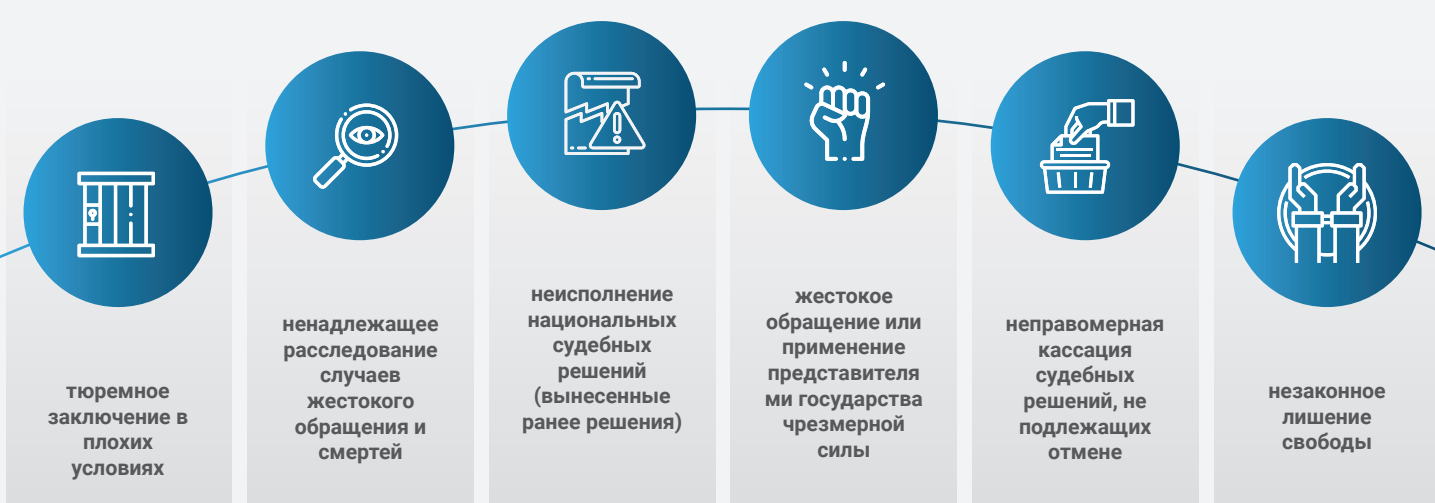 тюремное
заключение в
плохих
условиях
ненадлежащее
расследование
случаев
жестокого
обращения и
смертей
неисполнение
национальных
судебных
решений
(вынесенные
ранее решения)
жестокое
обращение или
применение
представителя
ми государства
чрезмерной
силы
неправомерная
кассация
судебных
решений, не
подлежащих
отмене
незаконное
лишение
свободы